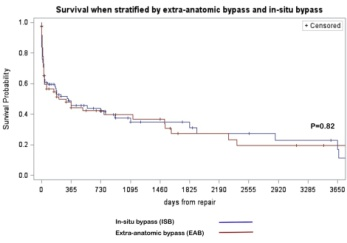 Survival when stratified by extra-anatomic bypass and in-situ bypass
Censored
1.0
0.8
0.6
0.4
0.2
0.0
Survival Probability
P=0.82
0 365 730 1095 1460 1825 2190 2555 2920 3285 3650
days from repair
In-situ bypass (ISB)
Extra-anatomic bypass (EAB)